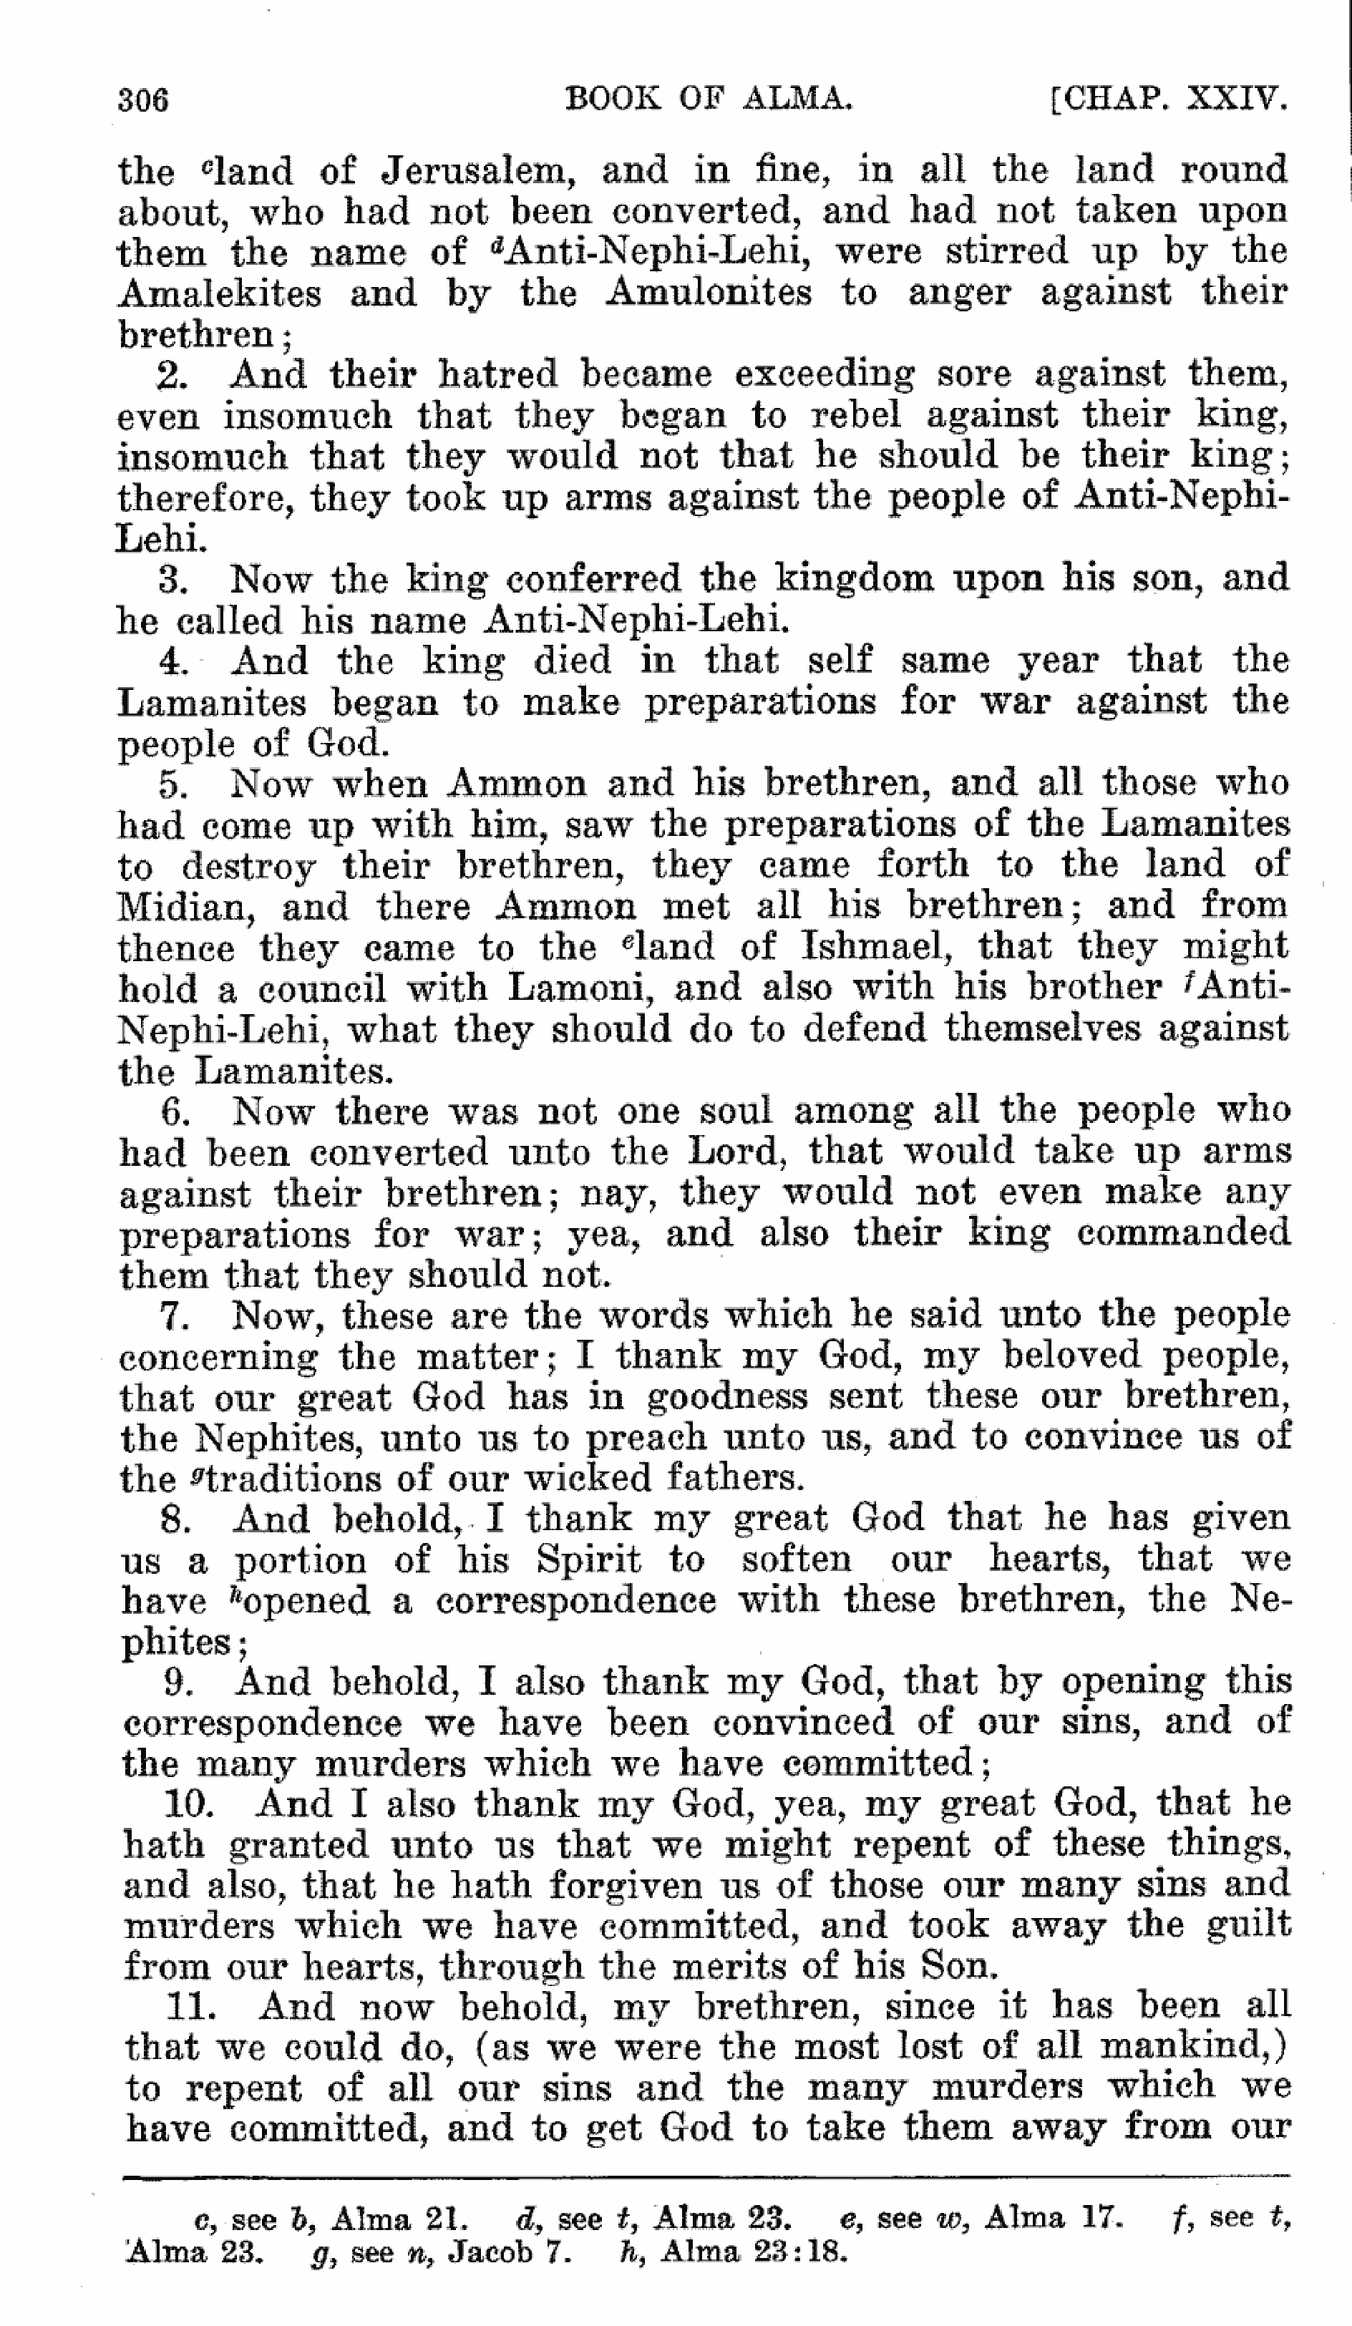 306 BOOK OF ALMA. [CHAP. XXIV.
the cland of Jerusalem, and in fine, in all the land round
about, who had not been converted, and had not taken upon
them the name of dAnti-Nephi-Lehi, were stirred up by the
Amalekites and by the Amulonites to anger against their
brethren;
2. And their hatred became exceeding sore against them,
even insomuch that they began to rebel against their king,
insomuch that they would not that he should be their king;
therefore, they took up arms against the people of Anti-Nephi-
Lehi.
3. Now the king conferred the kingdom upon his son, and
he called his name Anti-Nephi-Lehi.
4. And the king died in that self same year that the
Lamanites began to make preparations for war against the
people of God.
5. Now when Ammon and his brethren, and all those who
had come up with him, saw the preparations of the Lamanites
to destroy their brethren, they came forth to the land of
Midian, and there Ammon met all his brethren; and from
thence they came to the eland of Ishmael, that they might
hold a council with Lamoni, and also with his brother fAnti-
Nephi-Lehi, what they should do to defend themselves against
the Lamanites.
6. Now there was not one soul among all the people who
had been converted unto the Lord, that would take up arms
against their brethren; nay, they would not even make any
preparations for war; yea, and also their king commanded
them that they should not.
7. Now, these are the words which he said unto the people
concerning the matter; I thank my God, my beloved people,
that our great God has in goodness sent these our brethren,
the Nephites, unto us to preach unto us, and to convince us of
the gtraditions of our wicked fathers.
8. And behold, I thank my great God that he has given
us a portion of his Spirit to soften our hearts, that we
have hopened a correspondence with these brethren, the Ne-
phites;
9. And behold, I also thank my God, that by opening this
correspondence we have been convinced of our sins, and of
the many murders which we have committed;
10. And I also thank my God, yea, my great God, that he
hath granted unto us that we might repent of these things,
and also, that he hath forgiven us of those our many sins and
murders which we have committed, and took away the guilt
from our hearts, through the merits of his Son.
11. And now behold, my brethren, since it has been all
that we could do, (as we were the most lost of all mankind,)
to repent of all our sins and the many murders which we
have committed, and to get God to take them away from our
c, see b, Alma 21. d, see t, Alma 23. e, see w, Alma 17. f, see t,
Alma 23. g, see n, Jacob 7. h, Alma 23:18.